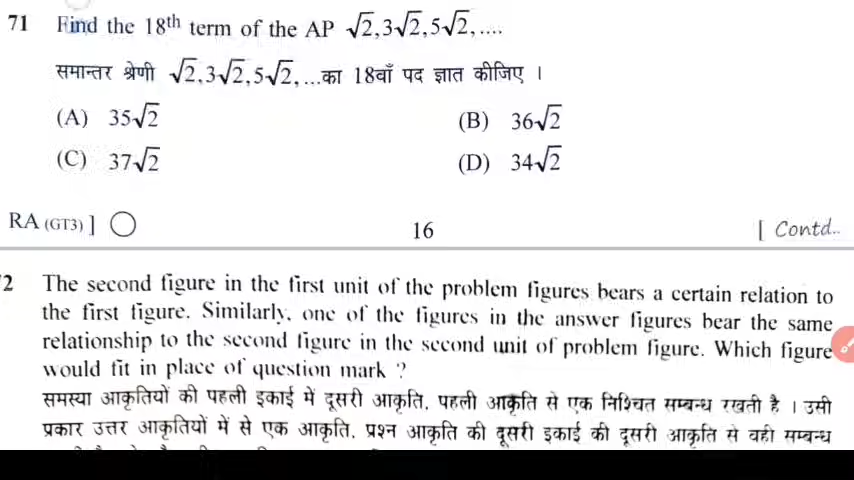 71 Find the 18th term of the AP √2,3√2,5√2,....
समान्तर श्रेणी √2,3√2,5√2,...का 18वाँ पद ज्ञात कीजिए ।
(A) 35√2 (B) 36√2
(C) 37√2 (D) 34√2
RA (GT3) ] 16 [ Contd..
2 The second figure in the first unit of the problem figures bears a certain relation to
the first figure. Similarly, one of the figures in the answer figures bear the same
relationship to the second figure in the second unit of problem figure. Which figure
would fit in place of question mark ?
समस्या आकृतियों की पहली इकाई में दूसरी आकृति, पहली आकृति से एक निश्चित सम्बन्ध रखती है । उसी
प्रकार उत्तर आकृतियों में से एक आकृति, प्रश्न आकृति की दूसरी इकाई की दूसरी आकृति से वही सम्बन्ध